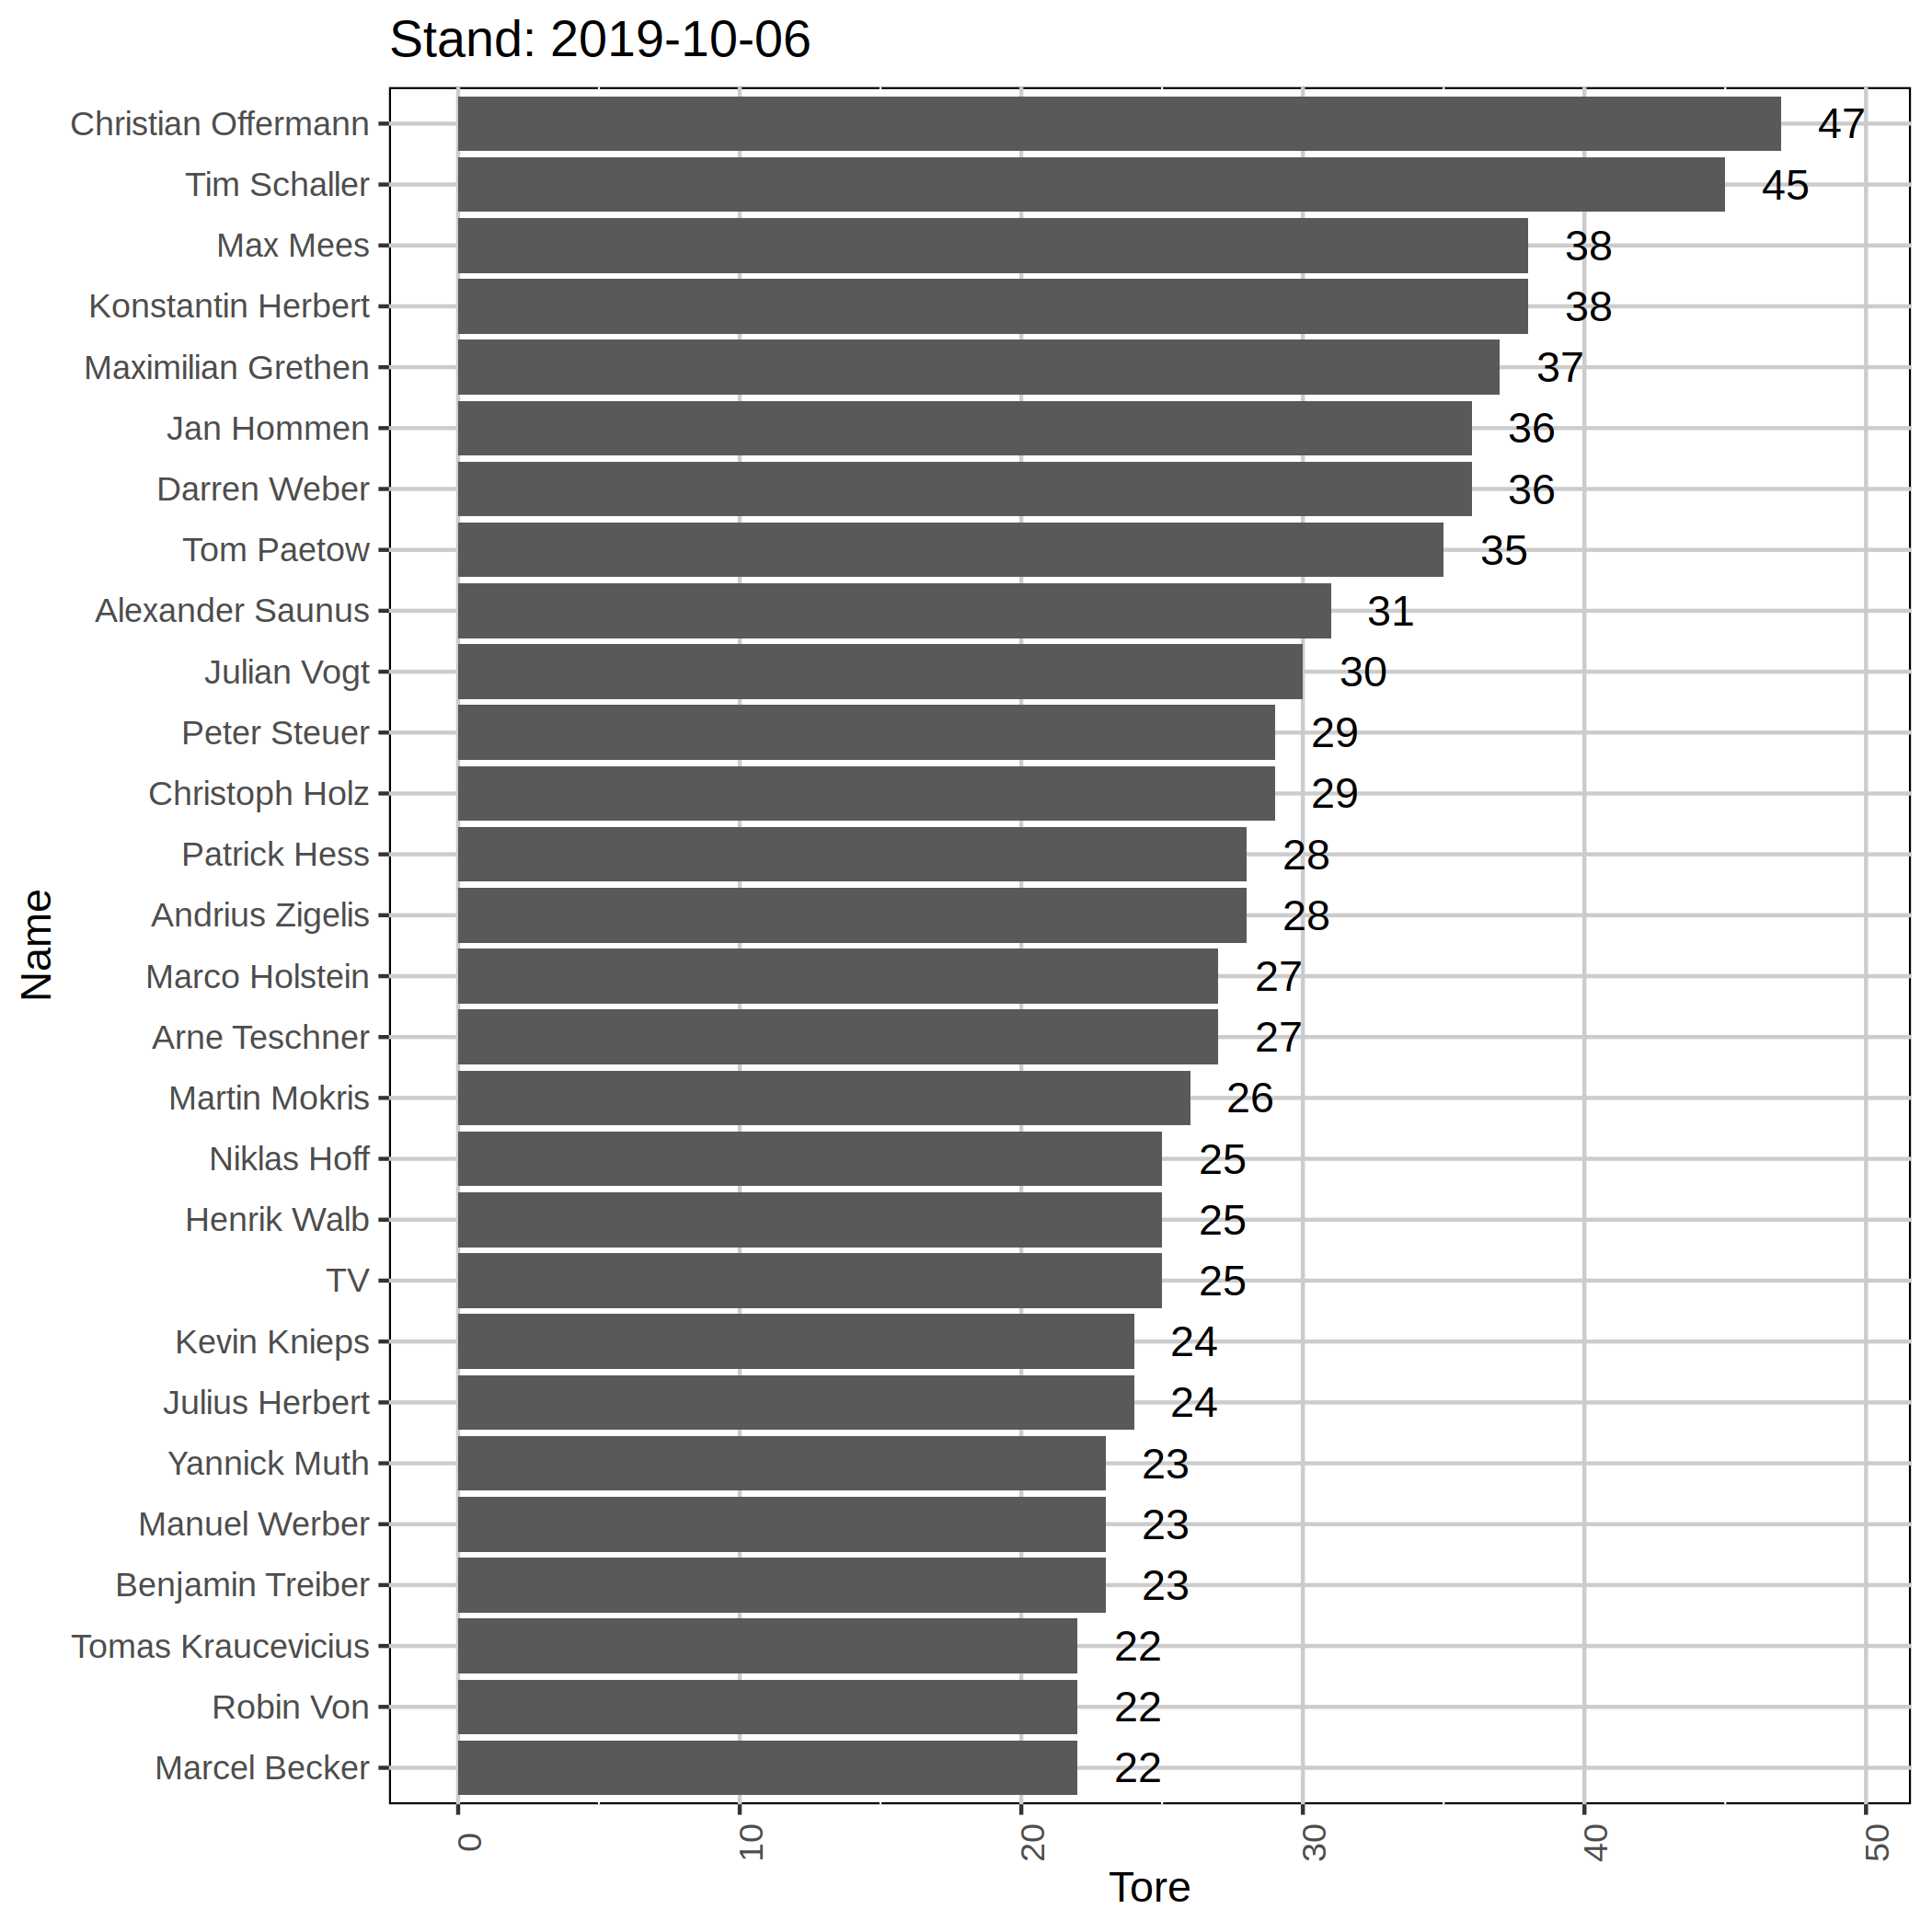 Stand: 2019-10-06
Christian Offermann 47
Tim Schaller 45
Max Mees 38
Konstantin Herbert 38
Maximilian Grethen 37
Jan Hommen 36
Darren Weber 36
Tom Paetow 35
Alexander Saunus 31
Julian Vogt 30
Peter Steuer 29
Christoph Holz 29
Patrick Hess 28
Andrius Zigelis 28
Marco Holstein 27
Arne Teschner 27
Martin Mokris 26
Niklas Hoff 25
Henrik Walb 25
TV 25
Kevin Knieps 24
Julius Herbert 24
Yannick Muth 23
Manuel Werber 23
Benjamin Treiber 23
Tomas Kraucevicius 22
Robin Von 22
Marcel Becker 22
Name
0 10 20 30 40 50
Tore